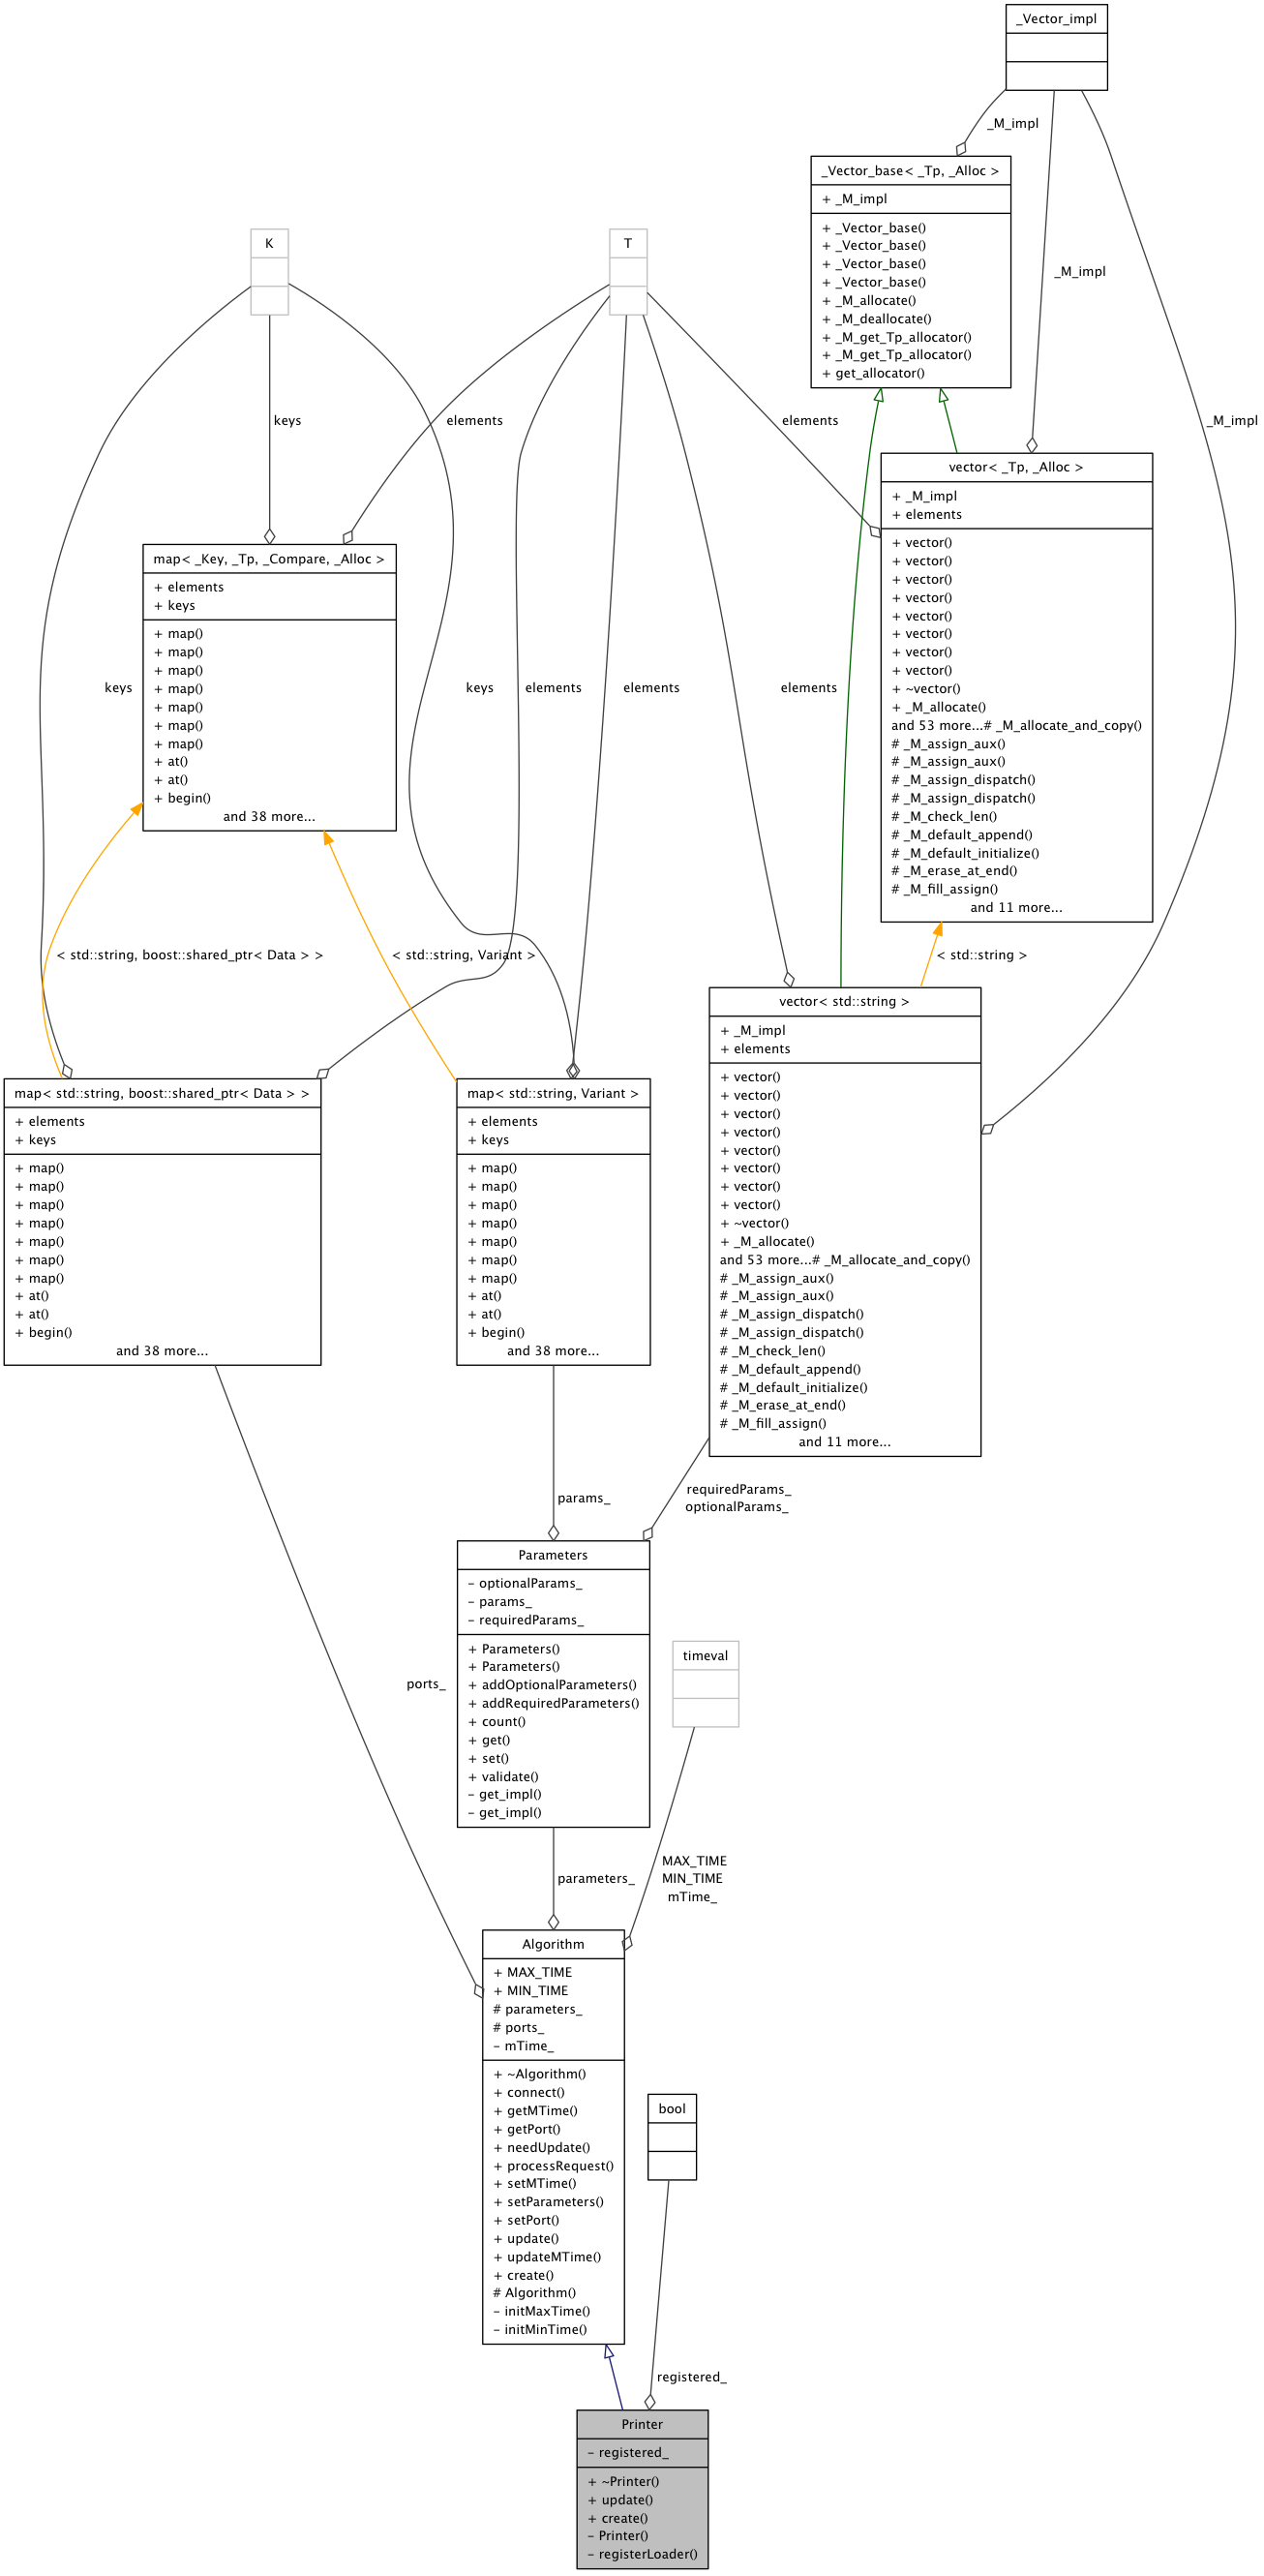 _Vector_impl
_M_impl
_Vector_base< _Tp, _Alloc >
+ _M_impl
+ _Vector_base()
+ _Vector_base()
+ _Vector_base()
+ _Vector_base()
+ _M_allocate()
+ _M_deallocate()
+ _M_get_Tp_allocator()
+ _M_get_Tp_allocator()
+ get_allocator()
K
T
_M_impl
keys
elements
elements
_M_impl
vector< _Tp, _Alloc >
+ _M_impl
+ elements
+ vector()
+ vector()
+ vector()
+ vector()
+ vector()
+ vector()
+ vector()
+ vector()
+ ~vector()
+ _M_allocate()
and 53 more...# _M_allocate_and_copy()
# _M_assign_aux()
# _M_assign_aux()
# _M_assign_dispatch()
# _M_assign_dispatch()
# _M_check_len()
# _M_default_append()
# _M_default_initialize()
# _M_erase_at_end()
# _M_fill_assign()
and 11 more...
map< _Key, _Tp, _Compare, _Alloc >
+ elements
+ keys
+ map()
+ map()
+ map()
+ map()
+ map()
+ map()
+ map()
+ at()
+ at()
+ begin()
and 38 more...
keys
keys
elements
elements
elements
< std::string, boost::shared_ptr< Data > >
< std::string, Variant >
< std::string >
vector< std::string >
+ _M_impl
+ elements
+ vector()
+ vector()
+ vector()
+ vector()
+ vector()
+ vector()
+ vector()
+ vector()
+ ~vector()
+ _M_allocate()
and 53 more...# _M_allocate_and_copy()
# _M_assign_aux()
# _M_assign_aux()
# _M_assign_dispatch()
# _M_assign_dispatch()
# _M_check_len()
# _M_default_append()
# _M_default_initialize()
# _M_erase_at_end()
# _M_fill_assign()
and 11 more...
map< std::string, boost::shared_ptr< Data > >
+ elements
+ keys
+ map()
+ map()
+ map()
+ map()
+ map()
+ map()
+ map()
+ at()
+ at()
+ begin()
and 38 more...
map< std::string, Variant >
+ elements
+ keys
+ map()
+ map()
+ map()
+ map()
+ map()
+ map()
+ map()
+ at()
+ at()
+ begin()
and 38 more...
params_
requiredParams_
optionalParams_
Parameters
- optionalParams_
- params_
- requiredParams_
+ Parameters()
+ Parameters()
+ addOptionalParameters()
+ addRequiredParameters()
+ count()
+ get()
+ set()
+ validate()
- get_impl()
- get_impl()
timeval
ports_
parameters_
MAX_TIME
MIN_TIME
mTime_
Algorithm
+ MAX_TIME
+ MIN_TIME
# parameters_
# ports_
- mTime_
+ ~Algorithm()
+ connect()
+ getMTime()
+ getPort()
+ needUpdate()
+ processRequest()
+ setMTime()
+ setParameters()
+ setPort()
+ update()
+ updateMTime()
+ create()
# Algorithm()
- initMaxTime()
- initMinTime()
bool
registered_
Printer
- registered_
+ ~Printer()
+ update()
+ create()
- Printer()
- registerLoader()